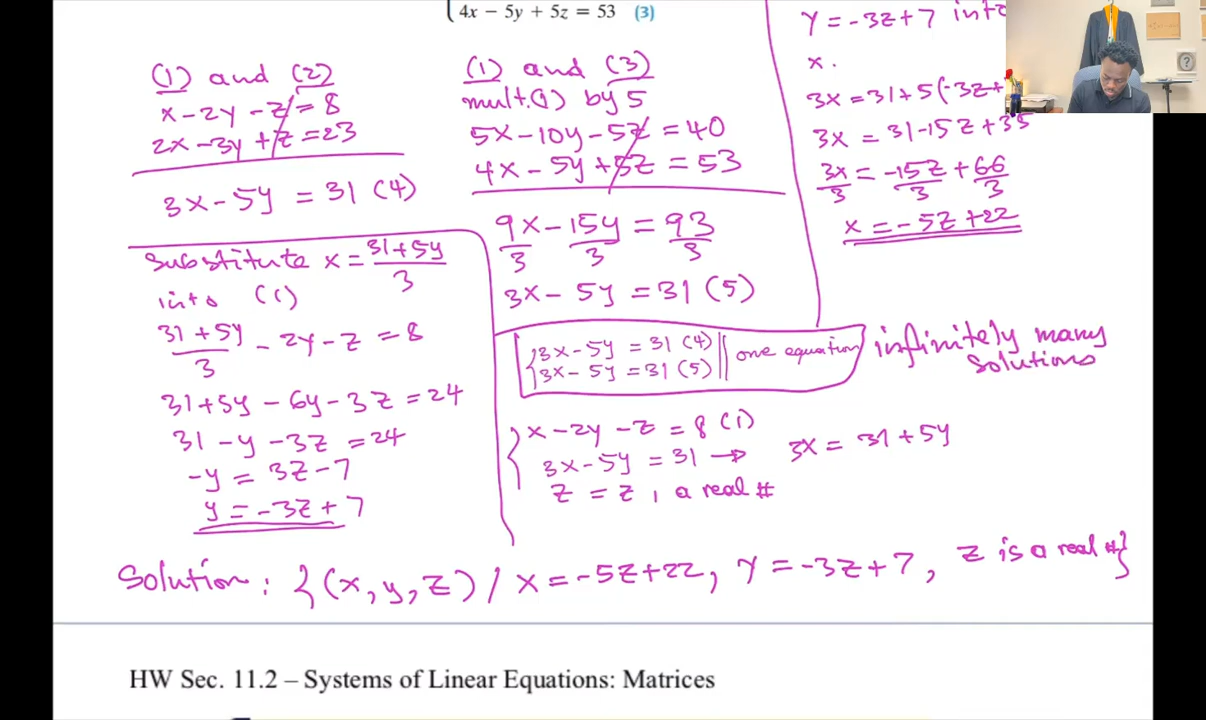 4x − 5y + 5z = 53 (3)
(1) and (2)
x-2y-z=8
2x-3y+z=23
3x-5y=31 (4)
Substitute x=31+5y/3
into (1)
31+5y/3-2y-z=8
31+5y-6y-3z=24
31-y-3z=24
-y=3z-7
y=-3z+7
(1) and (3)
mult.(1) by 5
5x-10y-5z=40
4x-5y+5z=53
9x/3-15y/3=93/3
3x-5y=31 (5)
3x-5y=31 (4)
3x-5y=31 (5)
one equation
infinitely many
solutions
x-2y-z=8 (1)
3x-5y=31 → 3x=31+5y
z=z, a real #
y=-3z+7 into
x.
3x=31+5(-3z+
3x=31-15z+35
3x/3=-15z/3+66/3
x=-5z+22
Solution: {(x,y,z)/x=-5z+22, y=-3z+7, z is a real #}
HW Sec. 11.2 – Systems of Linear Equations: Matrices